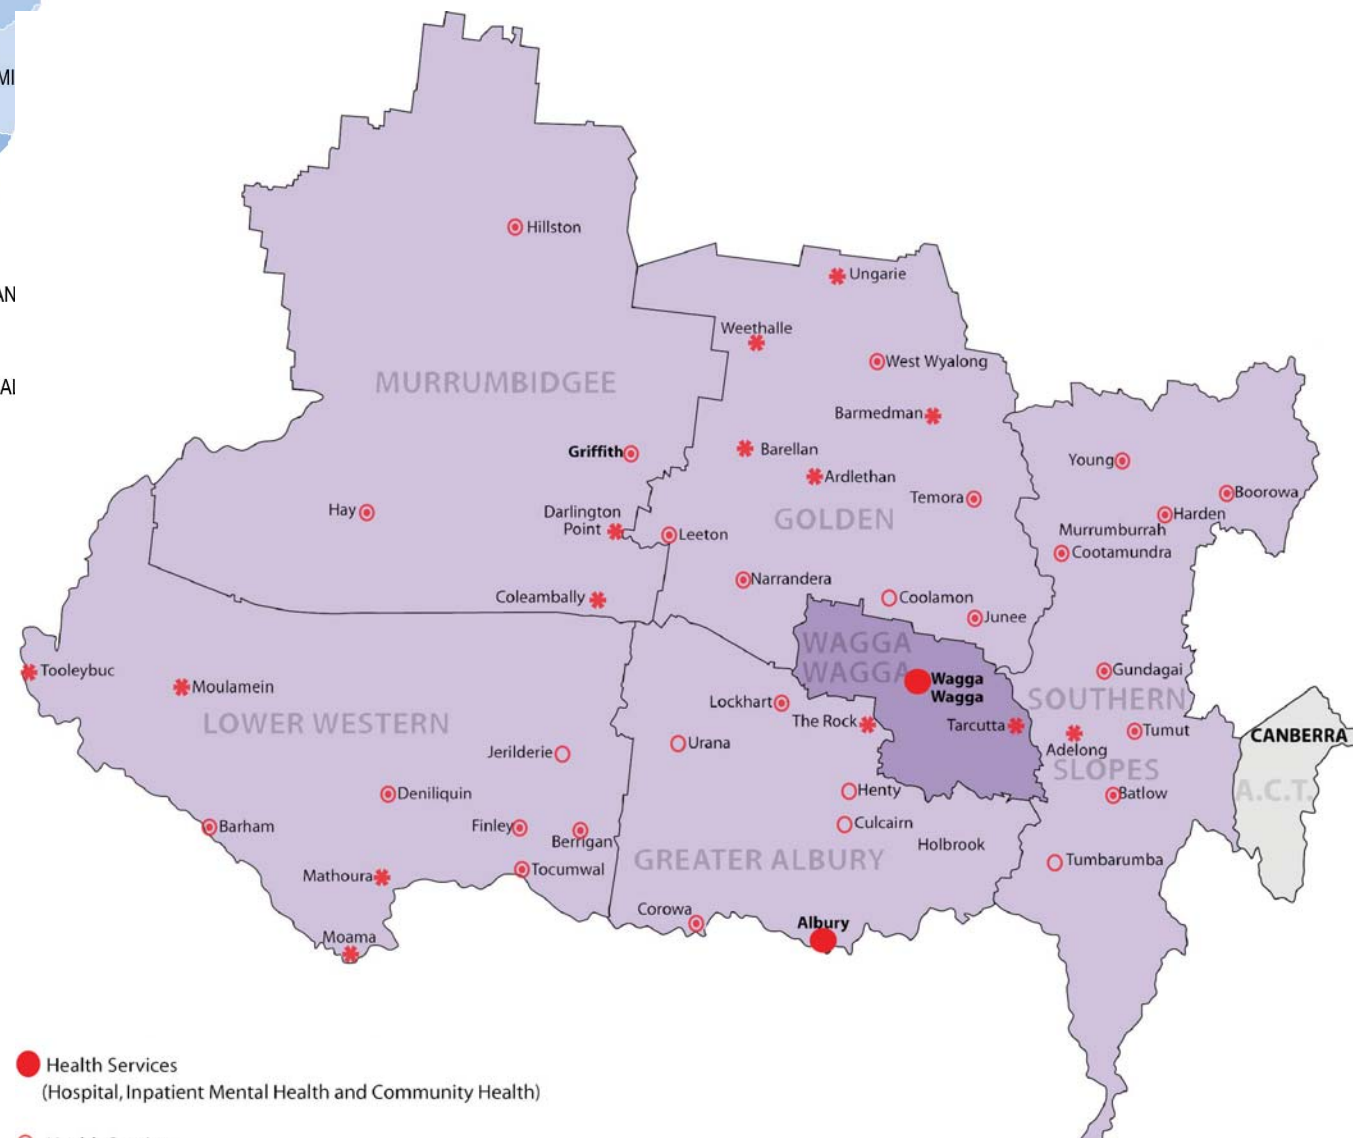 MI
AN
AI
Hillston
Ungarie
Weethalle
West Wyalong
MURRUMBIDGEE
Barmedman
Griffith
Barellan
Ardlethan
Young
Hay
Darlington
Point
Temora
Boorowa
Harden
Murrumburrah
GOLDEN
Leeton
Cootamundra
Narrandera
Coleambally
Coolamon
Junee
WAGGA
WAGGA
Tooleybuc
Moulamein
Wagga
Wagga
Gundagai
SOUTHERN
Lockhart
The Rock
Tarcutta
LOWER WESTERN
Urana
Adelong
Tumut
CANBERRA
Jerilderie
SLOPES
Deniliquin
Henty
Batlow
A.C.T.
Barham
Finley
Berrigan
Culcairn
Holbrook
GREATER ALBURY
Tumbarumba
Mathoura
Tocumwal
Corowa
Albury
Moama
Health Services
(Hospital, Inpatient Mental Health and Community Health)